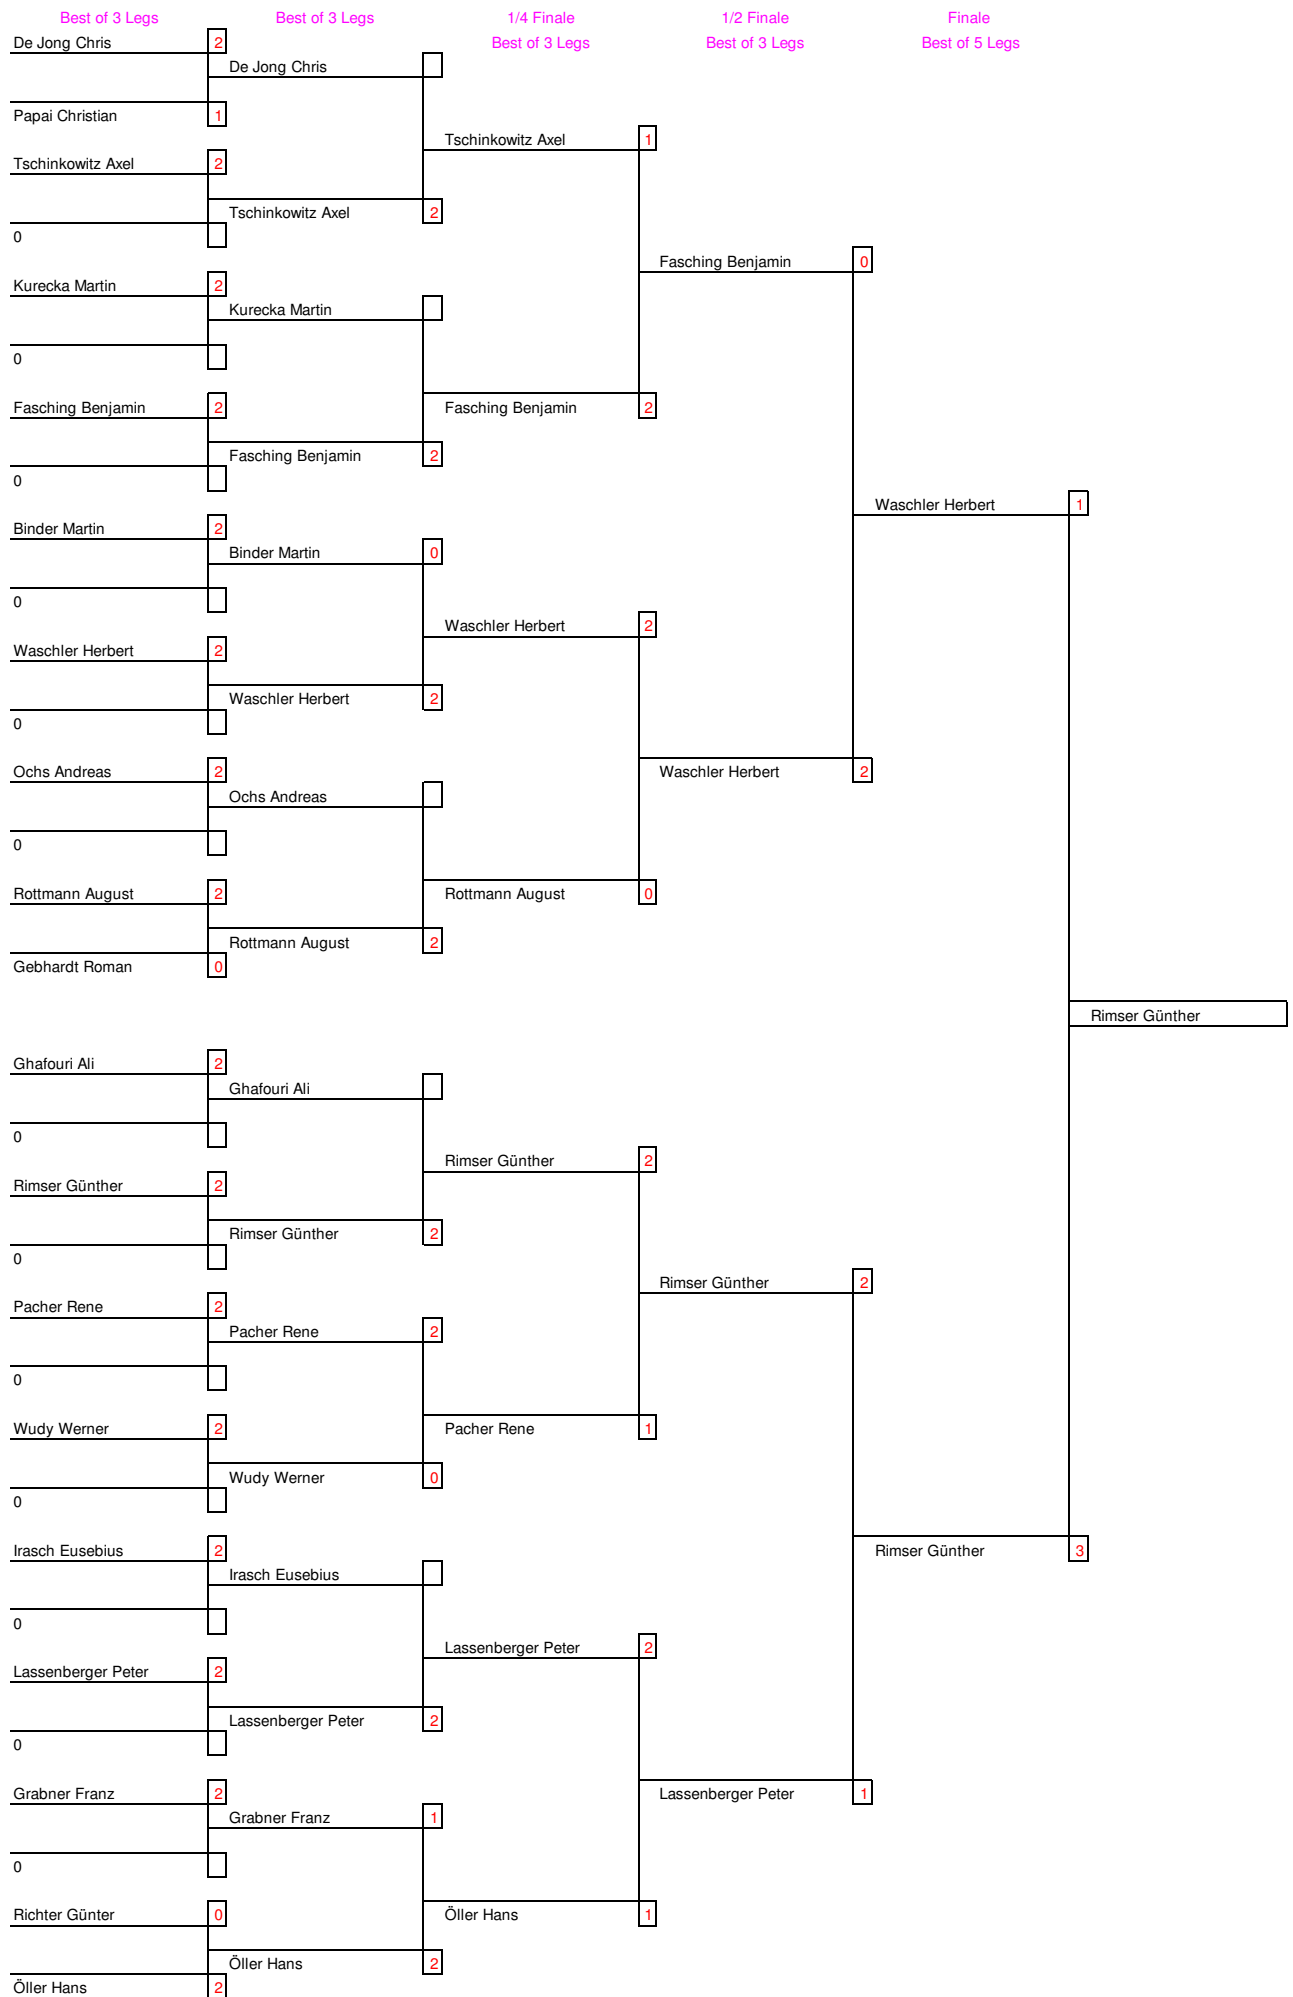 Best of 3 Legs Best of 3 Legs 1/4 Finale 1/2 Finale Finale
De Jong Chris 2 Best of 3 Legs Best of 3 Legs Best of 5 Legs
De Jong Chris
Papai Christian 1
Tschinkowitz Axel 1
Tschinkowitz Axel 2
Tschinkowitz Axel 2
0
Fasching Benjamin 0
Kurecka Martin 2
Kurecka Martin
0
Fasching Benjamin 2 Fasching Benjamin 2
Fasching Benjamin 2
0
Waschler Herbert 1
Binder Martin 2
Binder Martin 0
0
Waschler Herbert 2
Waschler Herbert 2
Waschler Herbert 2
0
Ochs Andreas 2 Waschler Herbert 2
Ochs Andreas
0
Rottmann August 2 Rottmann August 0
Rottmann August 2
Gebhardt Roman 0
Rimser Günther
Ghafouri Ali 2
Ghafouri Ali
0
Rimser Günther 2
Rimser Günther 2
Rimser Günther 2
0
Rimser Günther 2
Pacher Rene 2
Pacher Rene 2
0
Wudy Werner 2 Pacher Rene 1
Wudy Werner 0
0
Irasch Eusebius 2 Rimser Günther 3
Irasch Eusebius
0
Lassenberger Peter 2
Lassenberger Peter 2
Lassenberger Peter 2
0
Grabner Franz 2 Lassenberger Peter 1
Grabner Franz 1
0
Richter Günter 0 Öller Hans 1
Öller Hans 2
Öller Hans 2